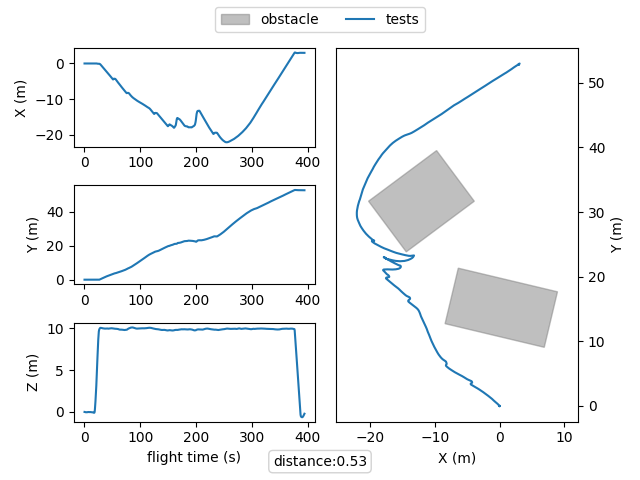 obstacle tests
X (m)
0
−10
−20
0 100 200 300 400
Y (m)
40
20
0
0 100 200 300 400
Z (m)
10
5
0
0 100 200 300 400
flight time (s)
50
40
30
20
10
0
Y (m)
−20 −10 0 10
X (m)
distance:0.53